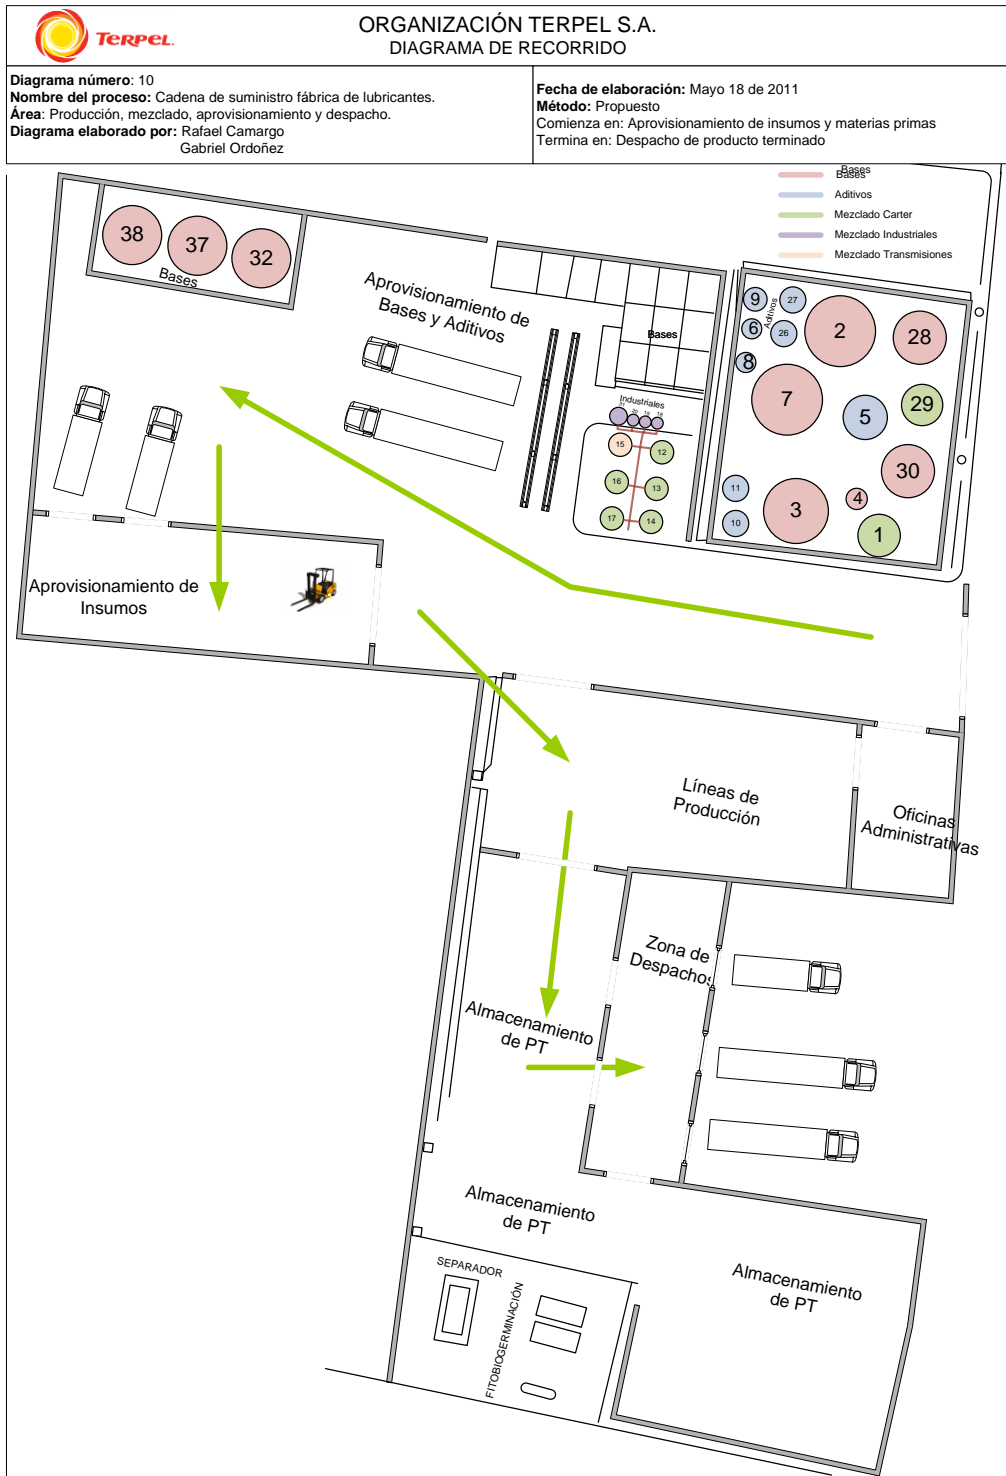 TERPEL
ORGANIZACIÓN TERPEL S.A.
DIAGRAMA DE RECORRIDO
Diagrama número: 10
Nombre del proceso: Cadena de suministro fábrica de lubricantes.
Área: Producción, mezclado, aprovisionamiento y despacho.
Diagrama elaborado por: Rafael Camargo
Gabriel Ordoñez
Fecha de elaboración: Mayo 18 de 2011
Método: Propuesto
Comienza en: Aprovisionamiento de insumos y materias primas
Termina en: Despacho de producto terminado
Bases
Bases
Aditivos
Mezclado Carter
Mezclado Industriales
Mezclado Transmisiones
38
37
32
Bases
Aprovisionamiento de
Bases y Aditivos
Bases
Industriales
21
20
19
18
15
12
16
13
17
14
9
27
6
26
Aditivos
8
2
28
7
5
29
30
11
10
3
4
1
Aprovisionamiento de
Insumos
Líneas de
Producción
Oficinas
Administrativas
Zona de
Despachos
Almacenamiento
de PT
Almacenamiento
de PT
Almacenamiento
de PT
SEPARADOR
FITOBIOGERMINACIÓN